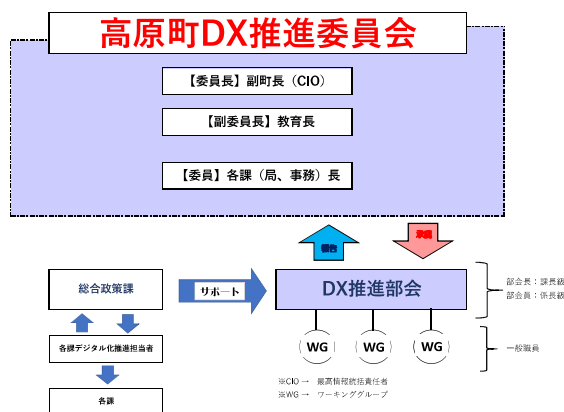 高原町DX推進委員会
【委員長】副町長（CIO）
【副委員長】教育長
【委員】各課（局、事務）長
報告
承認
総合政策課
サポート
DX推進部会
部会長：課長級
部会員：係長級
各課デジタル化推進担当者
WG
WG
WG
一般職員
各課
※CIO → 最高情報統括責任者
※WG → ワーキンググループ